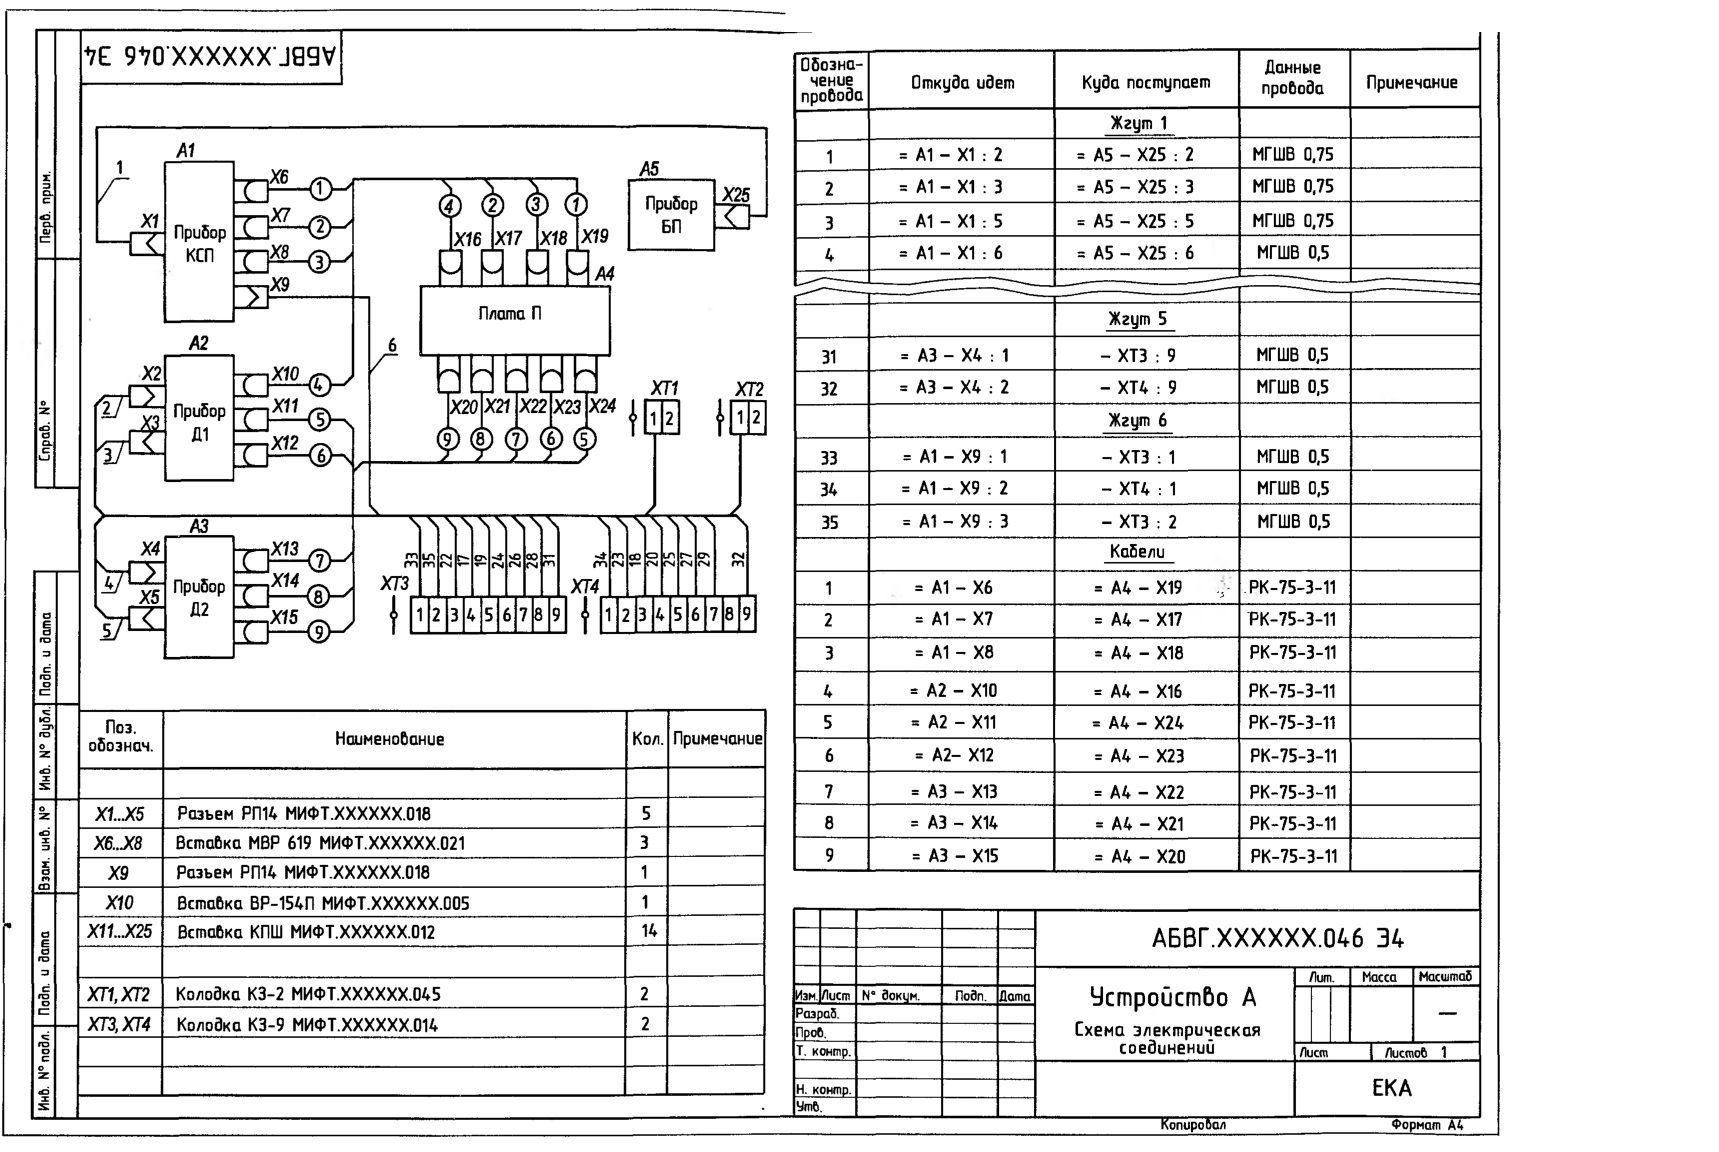 АБВГ.XXXXXX.046 Э4
Перв. прим.
Справ. N°
Подп. и дата
Инв. N° дубл.
Взам. инв. N°
Подп. и дата
Инв. N° подл.
1
A1
X1
Прибор
КСП
X6
1
X7
2
X8
3
X9
A2
X2
2
X3
3
Прибор
Д1
X10
4
X11
5
X12
6
A3
X4
4
X5
5
Прибор
Д2
X13
7
X14
8
X15
9
6
4
2
3
1
X16
X17
X18
X19
A4
Плата П
X20
X21
X22
X23
X24
9
8
7
6
5
A5
Прибор
БП
X25
XT1
1 2
XT2
1 2
XT3
33 35 22 17 19 24 26 28 31
1 2 3 4 5 6 7 8 9
XT4
34 23 18 20 25 27 29 32
1 2 3 4 5 6 7 8 9
Поз. обознач. Наименование Кол. Примечание
X1...X5 Разъем РП14 МИФТ.XXXXXX.018 5
X6...X8 Вставка МВР 619 МИФТ.XXXXXX.021 3
X9 Разъем РП14 МИФТ.XXXXXX.018 1
X10 Вставка ВР-154П МИФТ.XXXXXX.005 1
X11...X25 Вставка КПШ МИФТ.XXXXXX.012 14
XT1, XT2 Колодка КЗ-2 МИФТ.XXXXXX.045 2
XT3, XT4 Колодка КЗ-9 МИФТ.XXXXXX.014 2
Обозна-
чение
провода
Откуда идет
Куда поступает
Данные
провода
Примечание
Жгут 1
1 = A1 – X1 : 2 = A5 – X25 : 2 МГШВ 0,75
2 = A1 – X1 : 3 = A5 – X25 : 3 МГШВ 0,75
3 = A1 – X1 : 5 = A5 – X25 : 5 МГШВ 0,75
4 = A1 – X1 : 6 = A5 – X25 : 6 МГШВ 0,5
Жгут 5
31 = A3 – X4 : 1 – XT3 : 9 МГШВ 0,5
32 = A3 – X4 : 2 – XT4 : 9 МГШВ 0,5
Жгут 6
33 = A1 – X9 : 1 – XT3 : 1 МГШВ 0,5
34 = A1 – X9 : 2 – XT4 : 1 МГШВ 0,5
35 = A1 – X9 : 3 – XT3 : 2 МГШВ 0,5
Кабели
1 = A1 – X6 = A4 – X19 РК-75-3-11
2 = A1 – X7 = A4 – X17 РК-75-3-11
3 = A1 – X8 = A4 – X18 РК-75-3-11
4 = A2 – X10 = A4 – X16 РК-75-3-11
5 = A2 – X11 = A4 – X24 РК-75-3-11
6 = A2– X12 = A4 – X23 РК-75-3-11
7 = A3 – X13 = A4 – X22 РК-75-3-11
8 = A3 – X14 = A4 – X21 РК-75-3-11
9 = A3 – X15 = A4 – X20 РК-75-3-11
АБВГ.XXXXXX.046 Э4
Изм. Лист N° докум. Подп. Дата
Разраб.
Пров.
Т. контр.
Н. контр.
Утв.
Устройство А
Схема электрическая
соединений
Лит. Масса Масштаб
—
Лист Листов 1
ЕКА
Копировал Формат А4